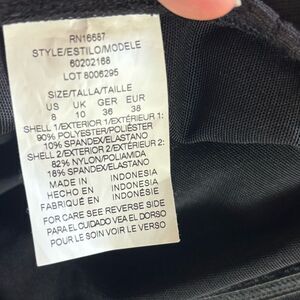 RN16687
STYLE/ESTILO/MODELE
60202168
LOT 8006295
SIZE/TALLA/TAILLE
US UK GER EUR
8 10 36 38
SHELL 1/EXTERIOR 1/EXTÉRIEUR 1:
90% POLYESTER/POLIÉSTER
10% SPANDEX/ELASTANO
SHELL 2/EXTERIOR 2/EXTÉRIEUR 2:
82% NYLON/POLIAMIDA
18% SPANDEX/ELASTANO
MADE IN INDONESIA
HECHO EN INDONESIA
FABRIQUÉ EN INDONÉSIE
FOR CARE SEE REVERSE SIDE
PARA EL CUIDADO VEA EL DORSO
POUR LE SOIN VOIR LE VERSO